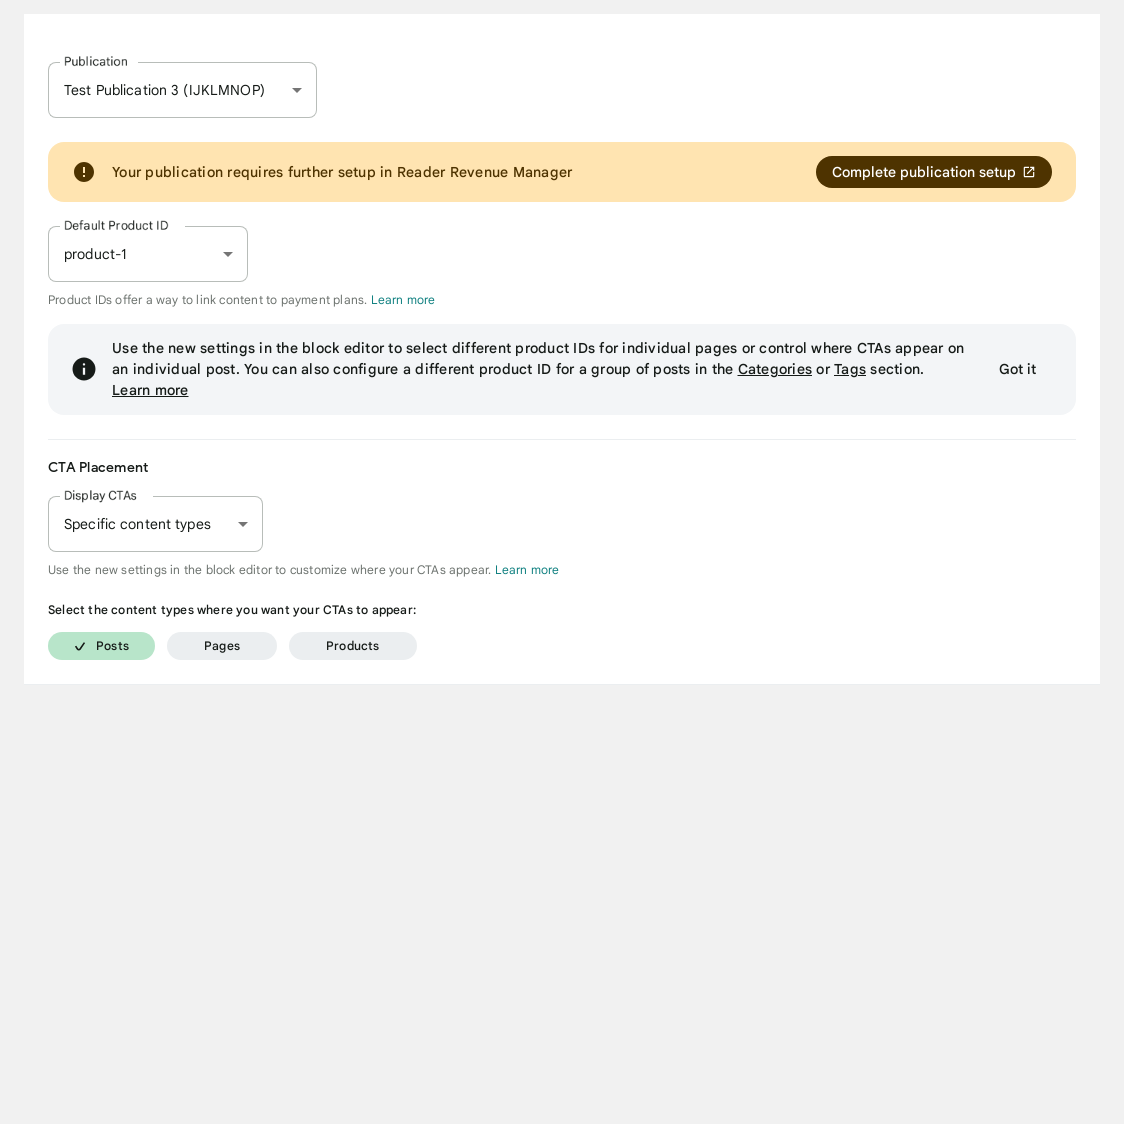 Publication
Test Publication 3 (IJKLMNOP)
Your publication requires further setup in Reader Revenue Manager
Complete publication setup
Default Product ID
product-1
Product IDs offer a way to link content to payment plans. Learn more
Use the new settings in the block editor to select different product IDs for individual pages or control where CTAs appear on
an individual post. You can also configure a different product ID for a group of posts in the Categories or Tags section.
Learn more
Got it
CTA Placement
Display CTAs
Specific content types
Use the new settings in the block editor to customize where your CTAs appear. Learn more
Select the content types where you want your CTAs to appear:
Posts
Pages
Products